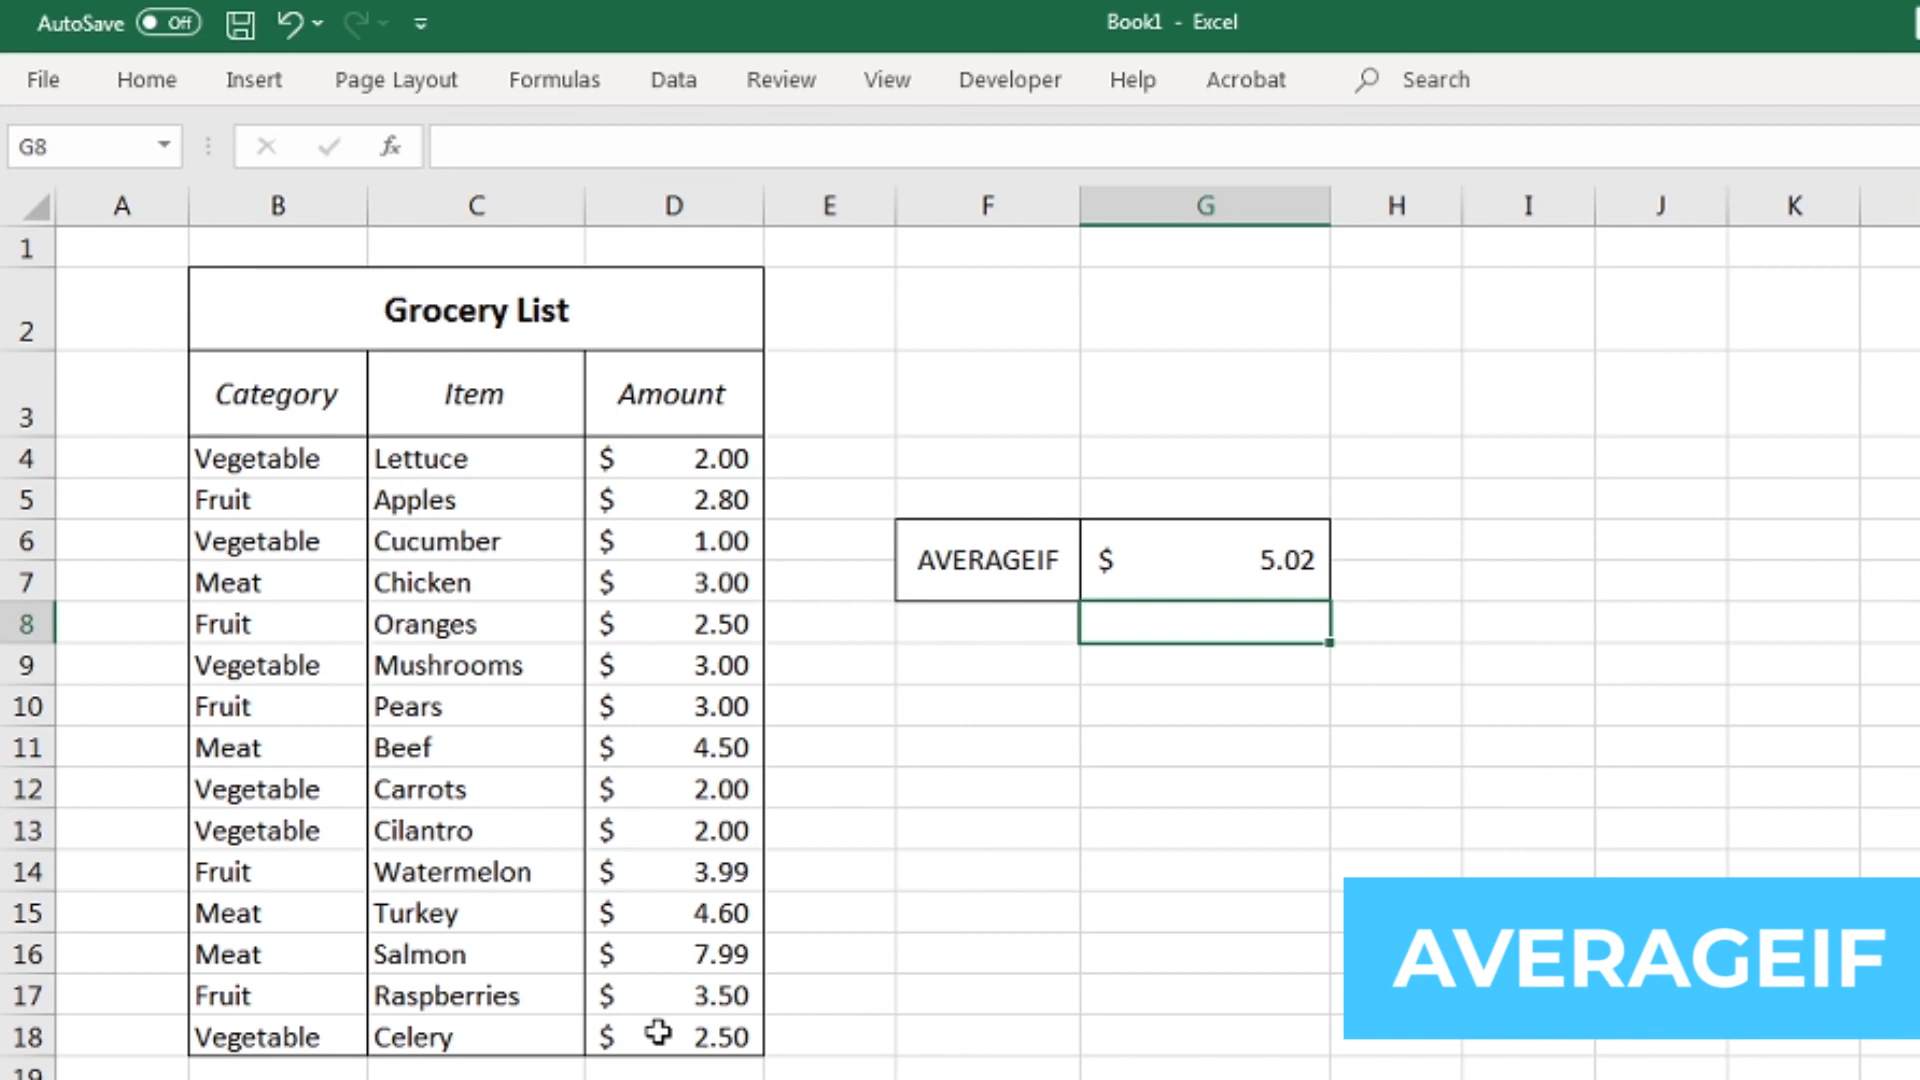 AutoSave Off
Book1 - Excel
File Home Insert Page Layout Formulas Data Review View Developer Help Acrobat Search
G8 fx
A B C D E F G H I J K
1
2 Grocery List
3 Category Item Amount
4 Vegetable Lettuce $ 2.00
5 Fruit Apples $ 2.80
6 Vegetable Cucumber $ 1.00
AVERAGEIF $ 5.02
7 Meat Chicken $ 3.00
8 Fruit Oranges $ 2.50
9 Vegetable Mushrooms $ 3.00
10 Fruit Pears $ 3.00
11 Meat Beef $ 4.50
12 Vegetable Carrots $ 2.00
13 Vegetable Cilantro $ 2.00
14 Fruit Watermelon $ 3.99
15 Meat Turkey $ 4.60
16 Meat Salmon $ 7.99
17 Fruit Raspberries $ 3.50
18 Vegetable Celery $ 2.50
19
AVERAGEIF